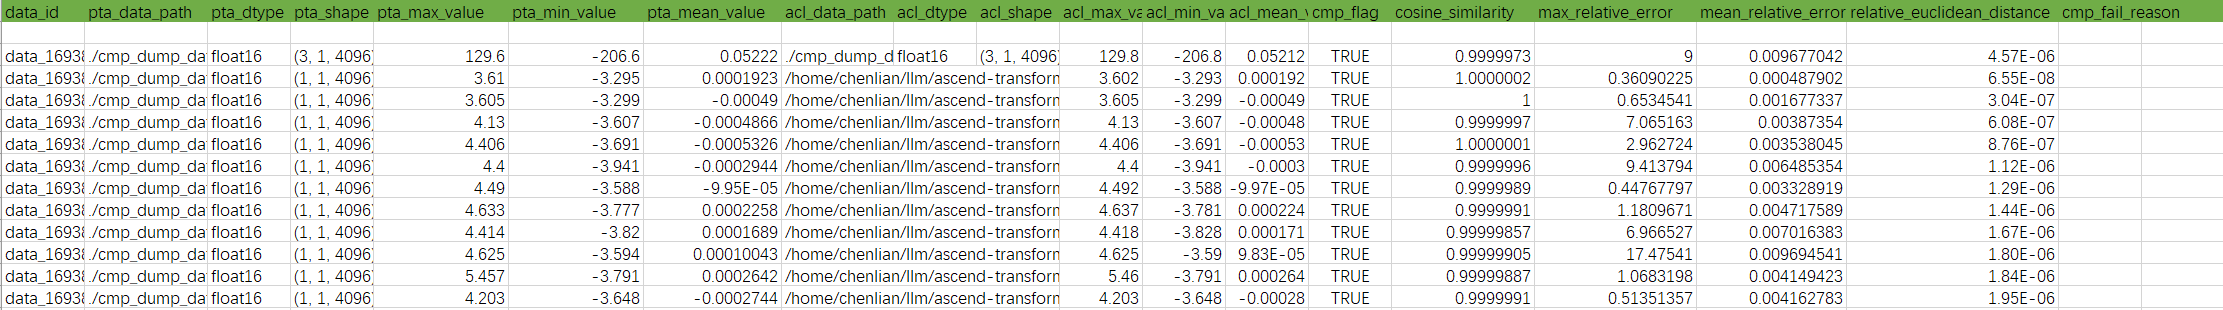 data_id pta_data_path pta_dtype pta_shape pta_max_value pta_min_value pta_mean_value acl_data_path acl_dtype acl_shape acl_max_va acl_min_va acl_mean_v cmp_flag cosine_similarity max_relative_error mean_relative_error relative_euclidean_distance cmp_fail_reason
data_1693 ./cmp_dump_da float16 (3, 1, 4096) 129.6 -206.6 0.05222 ./cmp_dump_d float16 (3, 1, 4096) 129.8 -206.8 0.05212 TRUE 0.9999973 9 0.009677042 4.57E-06
data_1693 ./cmp_dump_da float16 (1, 1, 4096) 3.61 -3.295 0.0001923 /home/chenlian/llm/ascend-transform 3.602 -3.293 0.000192 TRUE 1.0000002 0.36090225 0.000487902 6.55E-08
data_1693 ./cmp_dump_da float16 (1, 1, 4096) 3.605 -3.299 -0.00049 /home/chenlian/llm/ascend-transform 3.605 -3.299 -0.00049 TRUE 1 0.6534541 0.001677337 3.04E-07
data_1693 ./cmp_dump_da float16 (1, 1, 4096) 4.13 -3.607 -0.0004866 /home/chenlian/llm/ascend-transform 4.13 -3.607 -0.00048 TRUE 0.9999997 7.065163 0.00387354 6.08E-07
data_1693 ./cmp_dump_da float16 (1, 1, 4096) 4.406 -3.691 -0.0005326 /home/chenlian/llm/ascend-transform 4.406 -3.691 -0.00053 TRUE 1.0000001 2.962724 0.003538045 8.76E-07
data_1693 ./cmp_dump_da float16 (1, 1, 4096) 4.4 -3.941 -0.0002944 /home/chenlian/llm/ascend-transform 4.4 -3.941 -0.0003 TRUE 0.9999996 9.413794 0.006485354 1.12E-06
data_1693 ./cmp_dump_da float16 (1, 1, 4096) 4.49 -3.588 -9.95E-05 /home/chenlian/llm/ascend-transform 4.492 -3.588 -9.97E-05 TRUE 0.9999989 0.44767797 0.003328919 1.29E-06
data_1693 ./cmp_dump_da float16 (1, 1, 4096) 4.633 -3.777 0.0002258 /home/chenlian/llm/ascend-transform 4.637 -3.781 0.000224 TRUE 0.9999991 1.1809671 0.004717589 1.44E-06
data_1693 ./cmp_dump_da float16 (1, 1, 4096) 4.414 -3.82 0.0001689 /home/chenlian/llm/ascend-transform 4.418 -3.828 0.000171 TRUE 0.99999857 6.966527 0.007016383 1.67E-06
data_1693 ./cmp_dump_da float16 (1, 1, 4096) 4.625 -3.594 0.00010043 /home/chenlian/llm/ascend-transform 4.625 -3.59 9.83E-05 TRUE 0.99999905 17.47541 0.009694541 1.80E-06
data_1693 ./cmp_dump_da float16 (1, 1, 4096) 5.457 -3.791 0.0002642 /home/chenlian/llm/ascend-transform 5.46 -3.791 0.000264 TRUE 0.99999887 1.0683198 0.004149423 1.84E-06
data_1693 ./cmp_dump_da float16 (1, 1, 4096) 4.203 -3.648 -0.0002744 /home/chenlian/llm/ascend-transform 4.203 -3.648 -0.00028 TRUE 0.9999991 0.51351357 0.004162783 1.95E-06